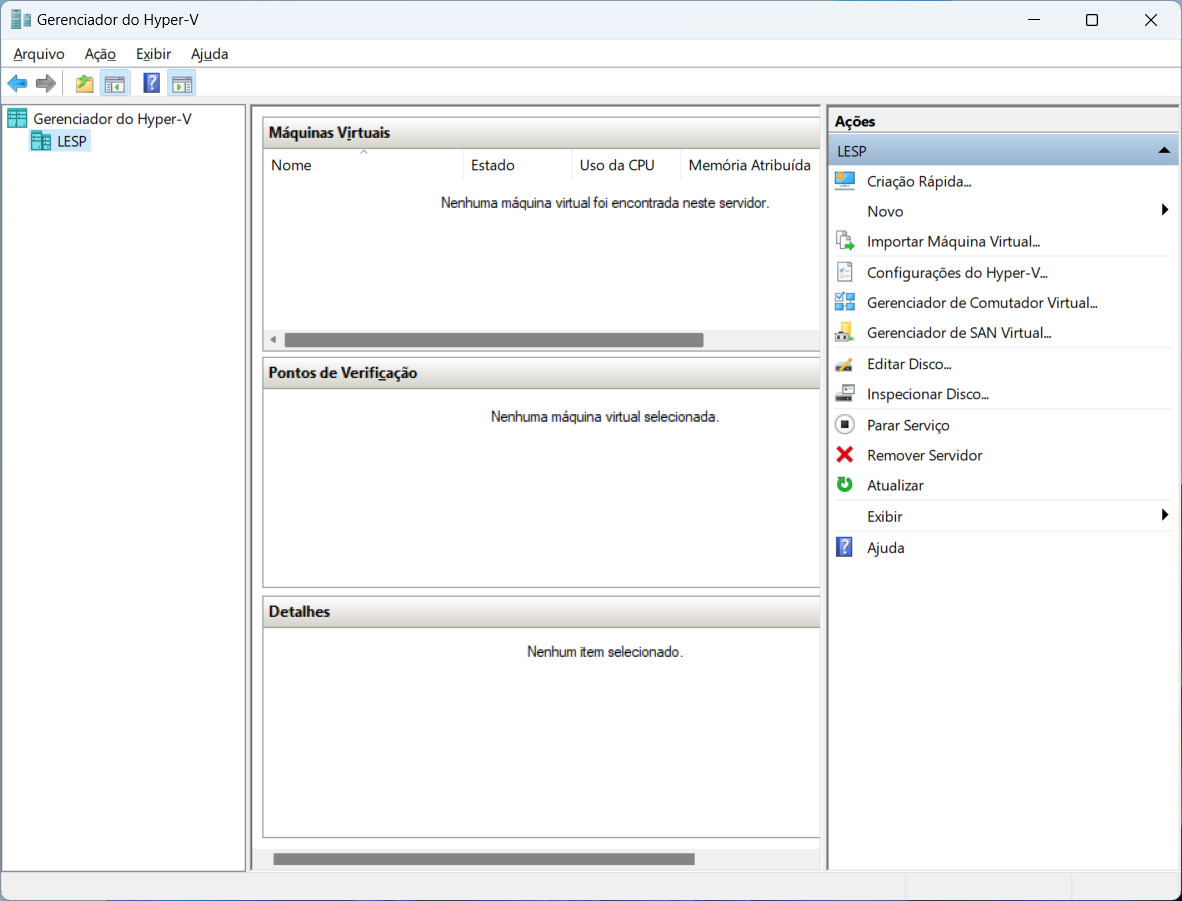 Gerenciador do Hyper-V
Arquivo Ação Exibir Ajuda
Gerenciador do Hyper-V
LESP
Máquinas Virtuais
Nome Estado Uso da CPU Memória Atribuída
Nenhuma máquina virtual foi encontrada neste servidor.
Pontos de Verificação
Nenhuma máquina virtual selecionada.
Detalhes
Nenhum item selecionado.
Ações
LESP
Criação Rápida...
Novo
Importar Máquina Virtual...
Configurações do Hyper-V...
Gerenciador de Comutador Virtual...
Gerenciador de SAN Virtual...
Editar Disco...
Inspecionar Disco...
Parar Serviço
Remover Servidor
Atualizar
Exibir
Ajuda